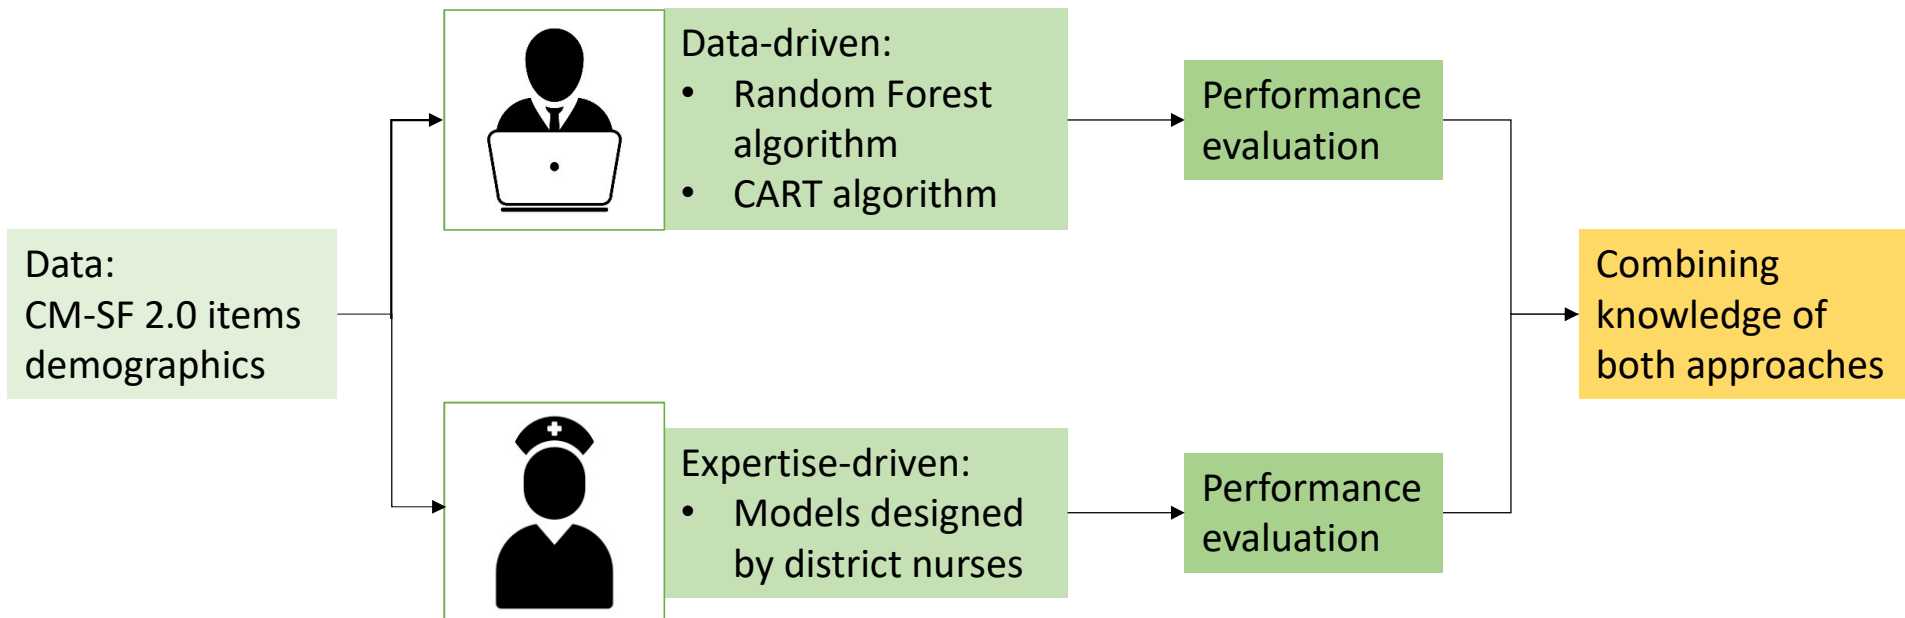 Data:
CM-SF 2.0 items
demographics
Data-driven:
• Random Forest
algorithm
• CART algorithm
Performance
evaluation
Expertise-driven:
• Models designed
by district nurses
Performance
evaluation
Combining
knowledge of
both approaches